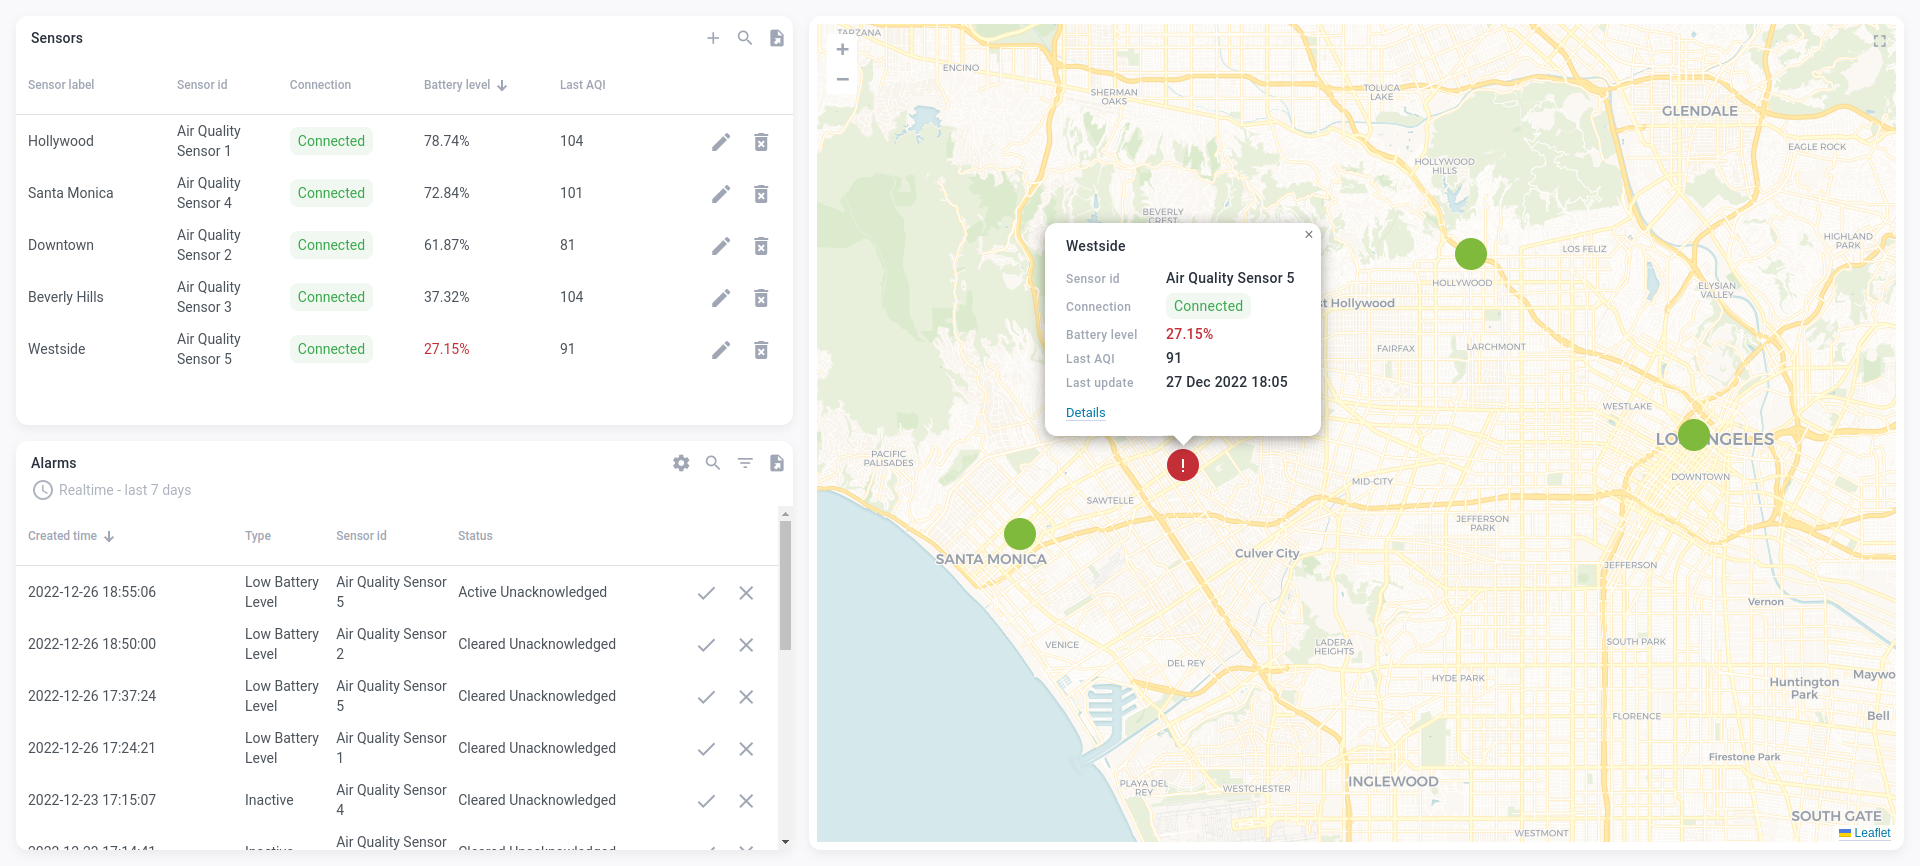 Sensors
Sensor label Sensor id Connection Battery level Last AQI
Hollywood Air Quality Sensor 1 Connected 78.74% 104
Santa Monica Air Quality Sensor 4 Connected 72.84% 101
Downtown Air Quality Sensor 2 Connected 61.87% 81
Beverly Hills Air Quality Sensor 3 Connected 37.32% 104
Westside Air Quality Sensor 5 Connected 27.15% 91
Alarms
Realtime - last 7 days
Created time Type Sensor id Status
2022-12-26 18:55:06 Low Battery Level Air Quality Sensor 5 Active Unacknowledged
2022-12-26 18:50:00 Low Battery Level Air Quality Sensor 2 Cleared Unacknowledged
2022-12-26 17:37:24 Low Battery Level Air Quality Sensor 5 Cleared Unacknowledged
2022-12-26 17:24:21 Low Battery Level Air Quality Sensor 1 Cleared Unacknowledged
2022-12-23 17:15:07 Inactive Air Quality Sensor 4 Cleared Unacknowledged
Air Quality Sensor
+
−
TARZANA
ENCINO
SHERMAN
OAKS
TOLUCA
LAKE
GLENDALE
EAGLE ROCK
HOLLYWOOD
HILLS
BEVERLY
CREST
HIGHLAND
PARK
LOS FELIZ
HOLLYWOOD
ELYSIAN
VALLEY
st Hollywood
Westside
×
Sensor id Air Quality Sensor 5
Connection Connected
Battery level 27.15%
Last AQI 91
Last update 27 Dec 2022 18:05
Details
FAIRFAX
LARCHMONT
WESTLAKE
LO NGELES
DOWNTOWN
PACIFIC
PALISADES
!
MID-CITY
SAWTELLE
JEFFERSON
PARK
SANTA MONICA
Culver City
JEFFERSON
Vernon
VENICE
LADERA
HEIGHTS
SOUTH PARK
DEL REY
HYDE PARK
Huntington
Park
Maywo
FLORENCE
Bell
Firestone Park
PLAYA DEL
REY
WESTCHESTER
INGLEWOOD
SOUTH GATE
WESTMONT
Leaflet